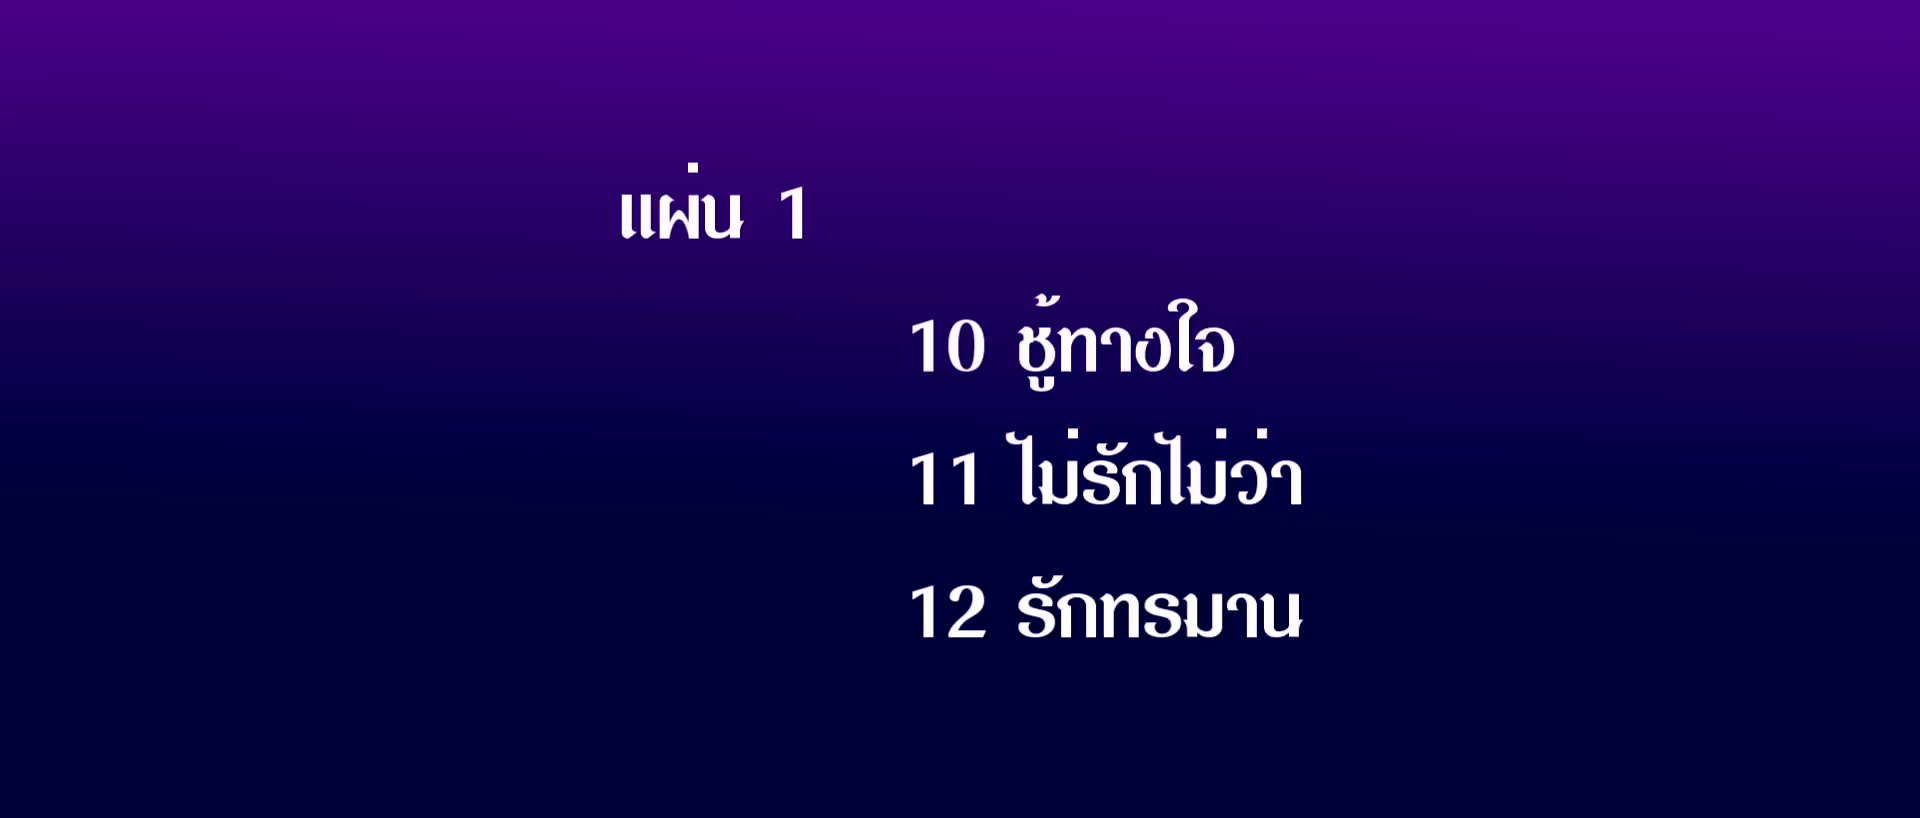 แผ่น 1
10 ชู้ทางใจ
11 ไม่รักไม่ว่า
12 รักทรมาน